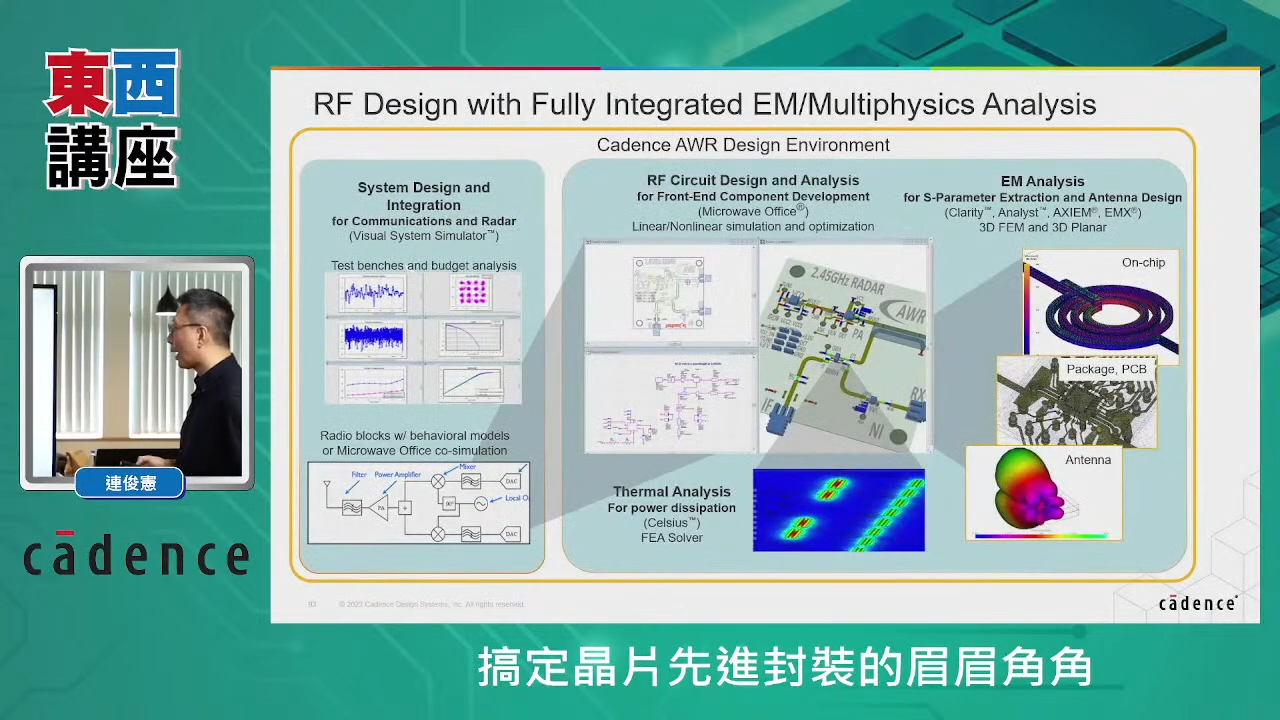 東西
講座
連俊憲
cādence
RF Design with Fully Integrated EM/Multiphysics Analysis
Cadence AWR Design Environment
System Design and
Integration
for Communications and Radar
(Visual System Simulator™)
Test benches and budget analysis
Radio blocks w/ behavioral models
or Microwave Office co-simulation
Filter
Power Amplifier
Mixer
DAC
PA
+
90°
Local O
DAC
RF Circuit Design and Analysis
for Front-End Component Development
(Microwave Office®)
Linear/Nonlinear simulation and optimization
2.45GHz RADAR
AWR
PA
RX
IF
NI
Thermal Analysis
For power dissipation
(Celsius™)
FEA Solver
EM Analysis
for S-Parameter Extraction and Antenna Design
(Clarity™, Analyst™, AXIEM®, EMX®)
3D FEM and 3D Planar
On-chip
Package, PCB
Antenna
93
© 2023 Cadence Design Systems, Inc. All rights reserved.
cādence®
搞定晶片先進封裝的眉眉角角